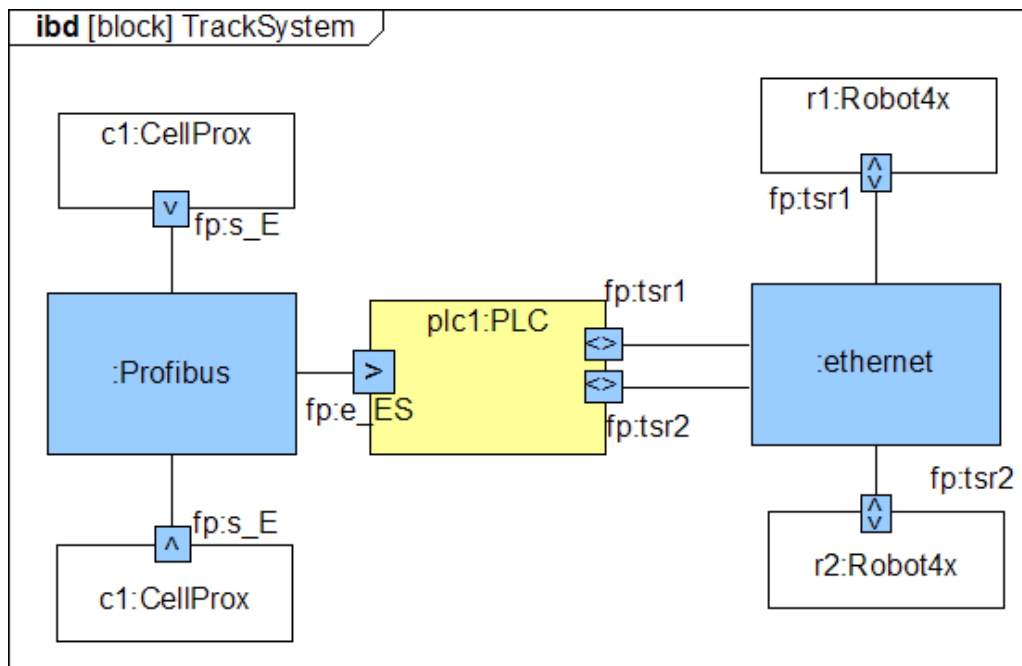 ibd [block] TrackSystem
c1:CellProx
fp:s_E
r1:Robot4x
fp:tsr1
:Profibus
fp:e_ES
plc1:PLC
fp:tsr1
fp:tsr2
:ethernet
fp:s_E
c1:CellProx
fp:tsr2
r2:Robot4x